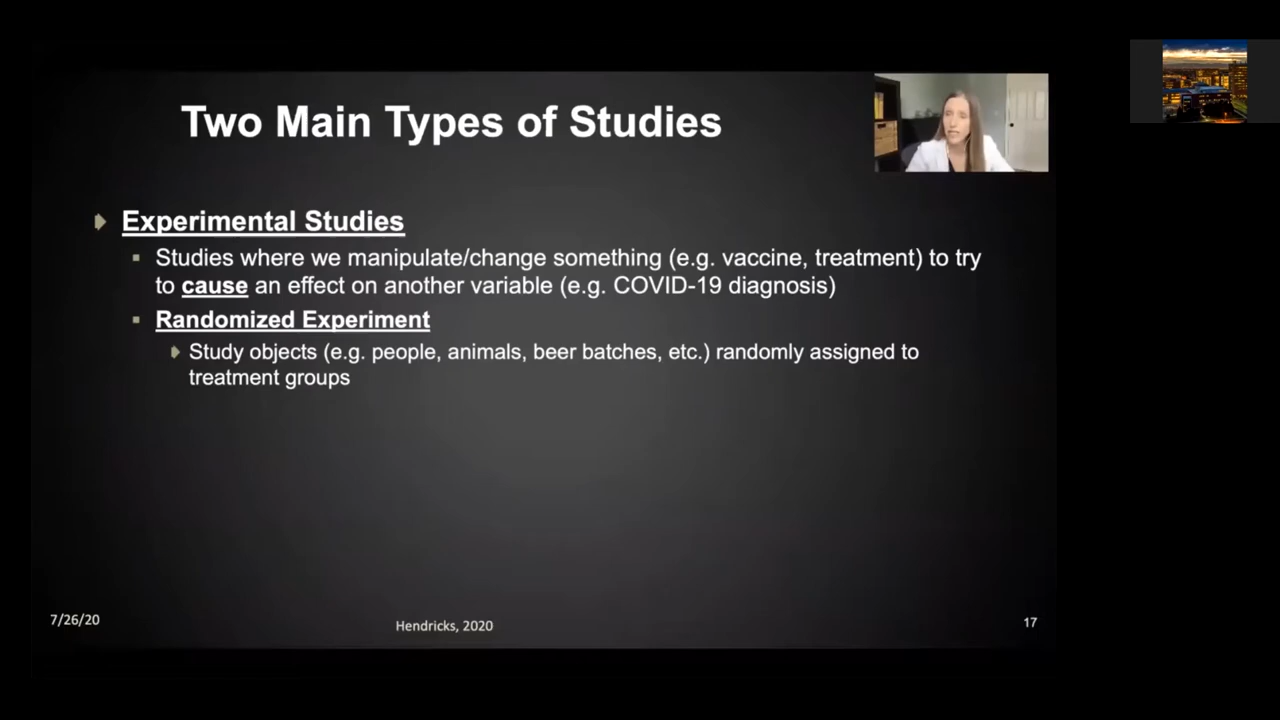 Two Main Types of Studies
Experimental Studies
Studies where we manipulate/change something (e.g. vaccine, treatment) to try
to cause an effect on another variable (e.g. COVID-19 diagnosis)
Randomized Experiment
Study objects (e.g. people, animals, beer batches, etc.) randomly assigned to
treatment groups
7/26/20
Hendricks, 2020
17